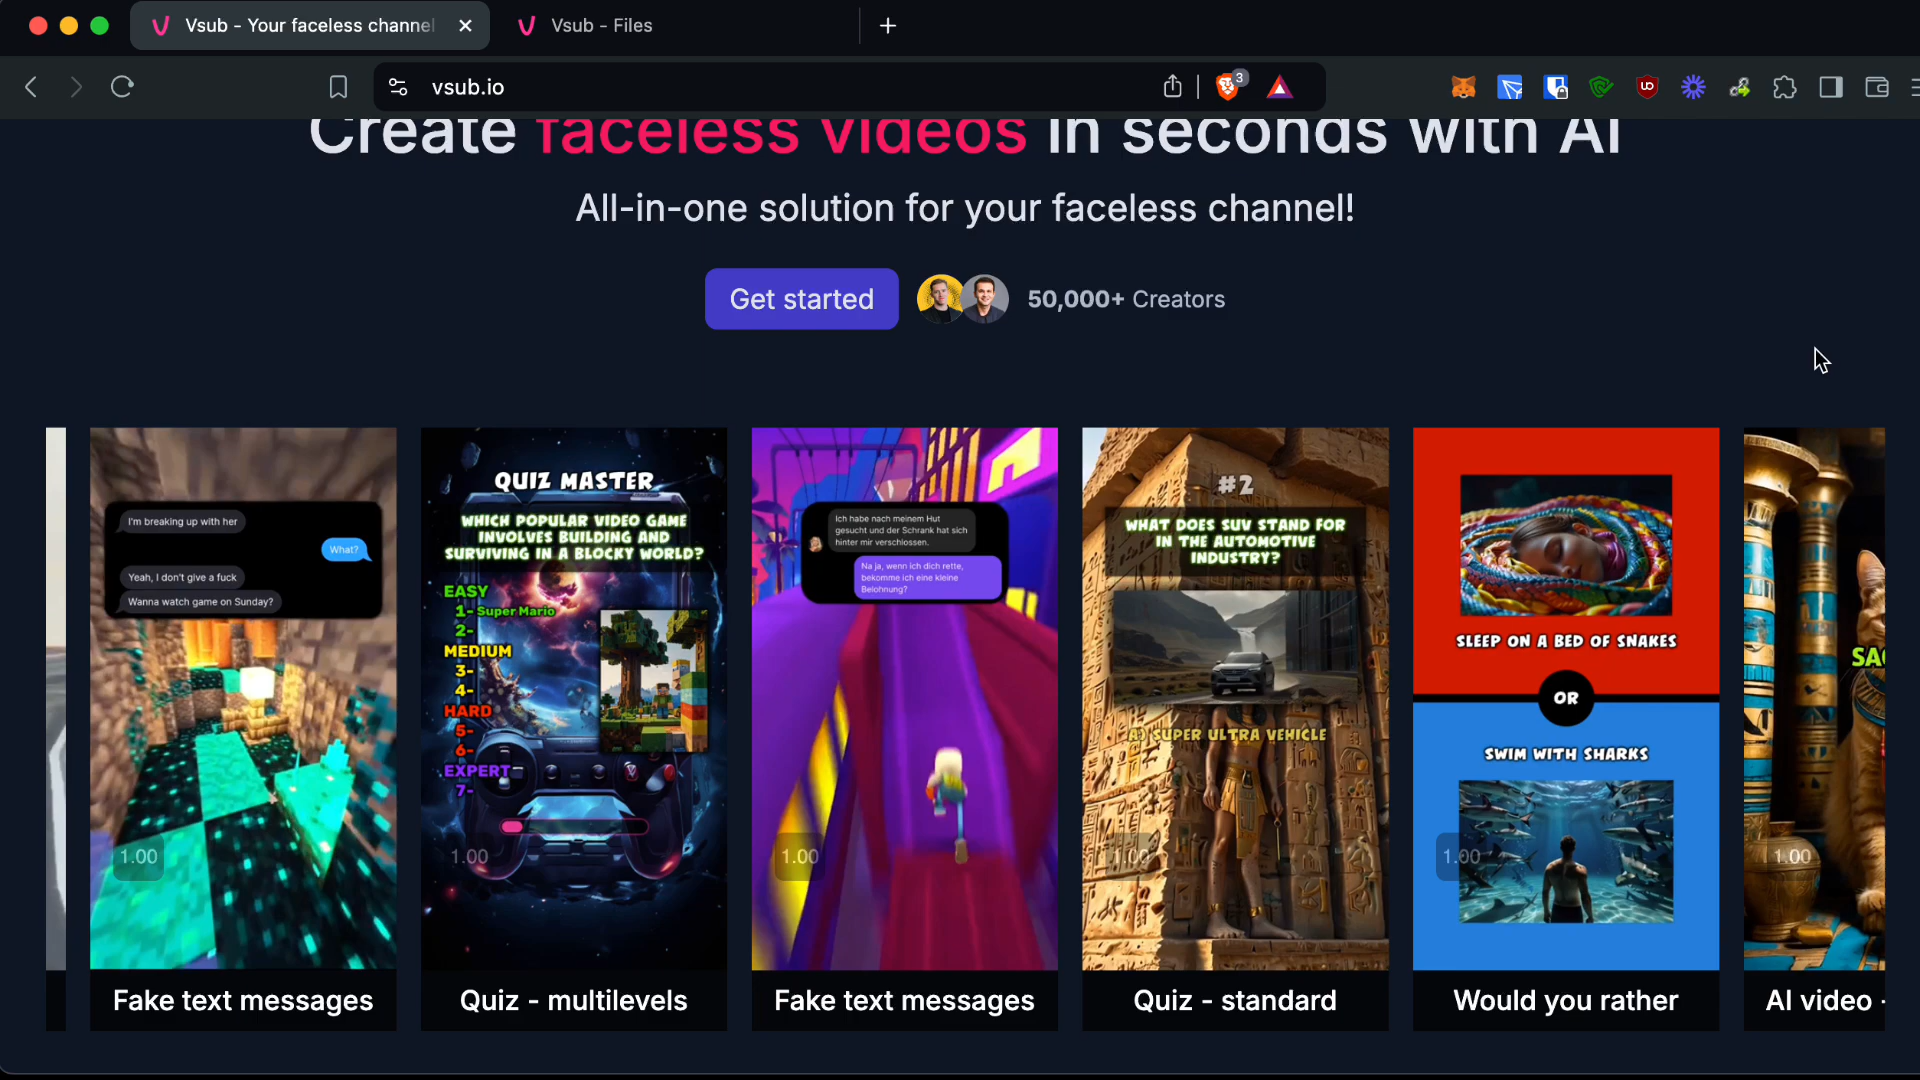 Vsub - Your faceless channel
Vsub - Files
vsub.io
3
Create faceless videos in seconds with AI
All-in-one solution for your faceless channel!
Get started
50,000+ Creators
I'm breaking up with her
What?
Yeah, I don't give a fuck
Wanna watch game on Sunday?
1.00
Fake text messages
QUIZ MASTER
WHICH POPULAR VIDEO GAME
INVOLVES BUILDING AND
SURVIVING IN A BLOCKY WORLD?
EASY
1- Super Mario
2-
MEDIUM
3-
4-
HARD
5-
6-
EXPERT
7-
1.00
Quiz - multilevels
Ich habe nach meinem Hut
gesucht und der Schrank hat sich
hinter mir verschlossen.
Na ja, wenn ich dich rette,
bekomme ich eine kleine
Belohnung?
1.00
Fake text messages
#2
WHAT DOES SUV STAND FOR
IN THE AUTOMOTIVE
INDUSTRY?
A) SUPER ULTRA VEHICLE
1.00
Quiz - standard
SLEEP ON A BED OF SNAKES
OR
SWIM WITH SHARKS
1.00
Would you rather
SAC
1.00
AI video -